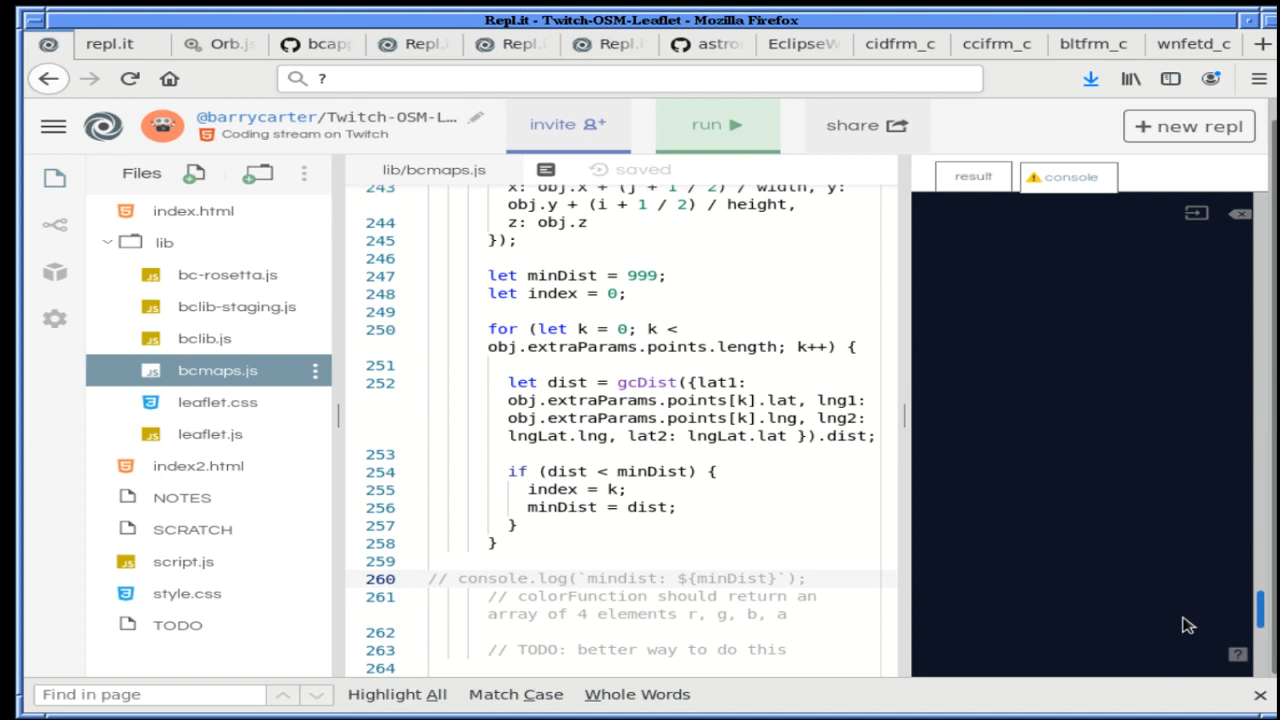 Repl.it - Twitch-OSM-Leaflet - Mozilla Firefox
repl.it Orb.js bcap Repl. Repl. Repl. astro EclipseW cidfrm_c ccifrm_c bltfrm_c wnfetd_c
?
@barrycarter/Twitch-OSM-L...
Coding stream on Twitch
invite
run
share
+ new repl
Files
lib/bcmaps.js
saved
result
console
index.html
lib
bc-rosetta.js
bclib-staging.js
bclib.js
bcmaps.js
leaflet.css
leaflet.js
index2.html
NOTES
SCRATCH
script.js
style.css
TODO
243 x: obj.x + (j + 1 / 2) / width, y:
obj.y + (i + 1 / 2) / height,
244 z: obj.z
245 });
246
247 let minDist = 999;
248 let index = 0;
249
250 for (let k = 0; k <
obj.extraParams.points.length; k++) {
251
252 let dist = gcDist({lat1:
obj.extraParams.points[k].lat, lng1:
obj.extraParams.points[k].lng, lng2:
lngLat.lng, lat2: lngLat.lat }).dist;
253
254 if (dist < minDist) {
255 index = k;
256 minDist = dist;
257 }
258 }
259
260 // console.log(`mindist: ${minDist}`);
261 // colorFunction should return an
array of 4 elements r, g, b, a
262
263 // TODO: better way to do this
264
?
Find in page Highlight All Match Case Whole Words